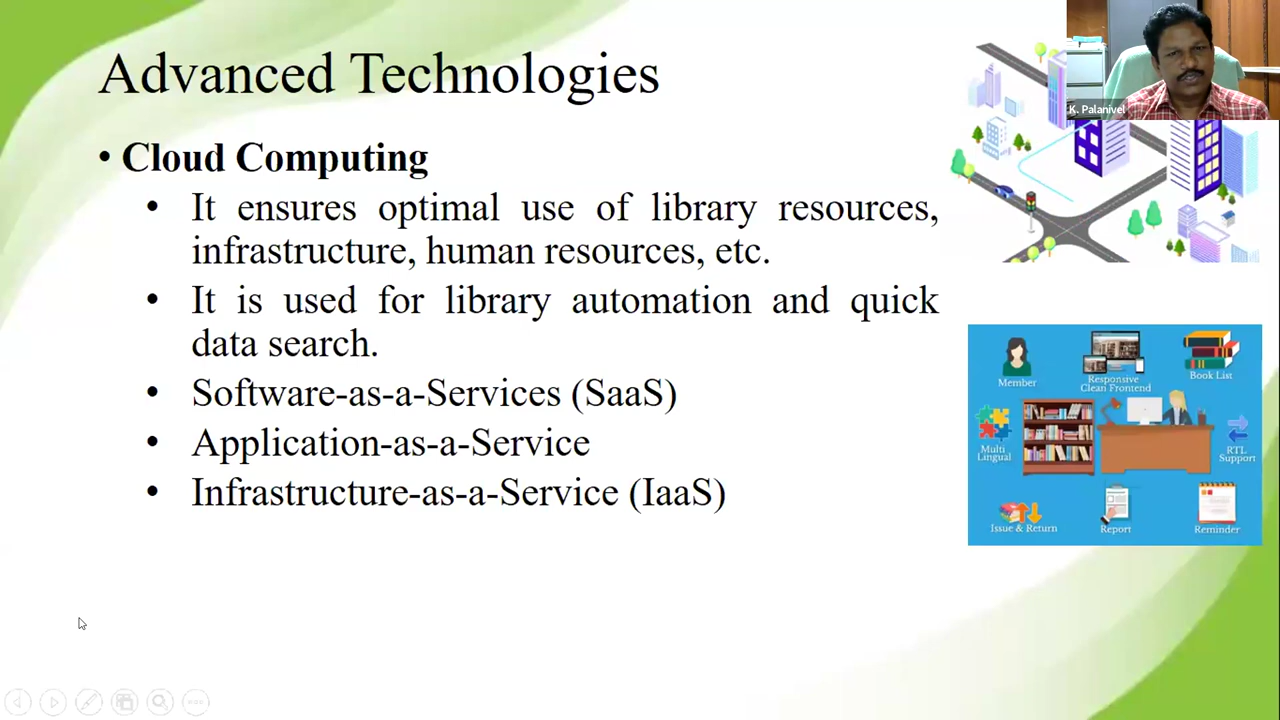 Advanced Technologies
K. Palanivel
• Cloud Computing
• It ensures optimal use of library resources,
infrastructure, human resources, etc.
• It is used for library automation and quick
data search.
• Software-as-a-Services (SaaS)
• Application-as-a-Service
• Infrastructure-as-a-Service (IaaS)
Member
Responsive
Clean Frontend
Book List
Multi
Lingual
RTL
Support
Issue & Return
Report
Reminder